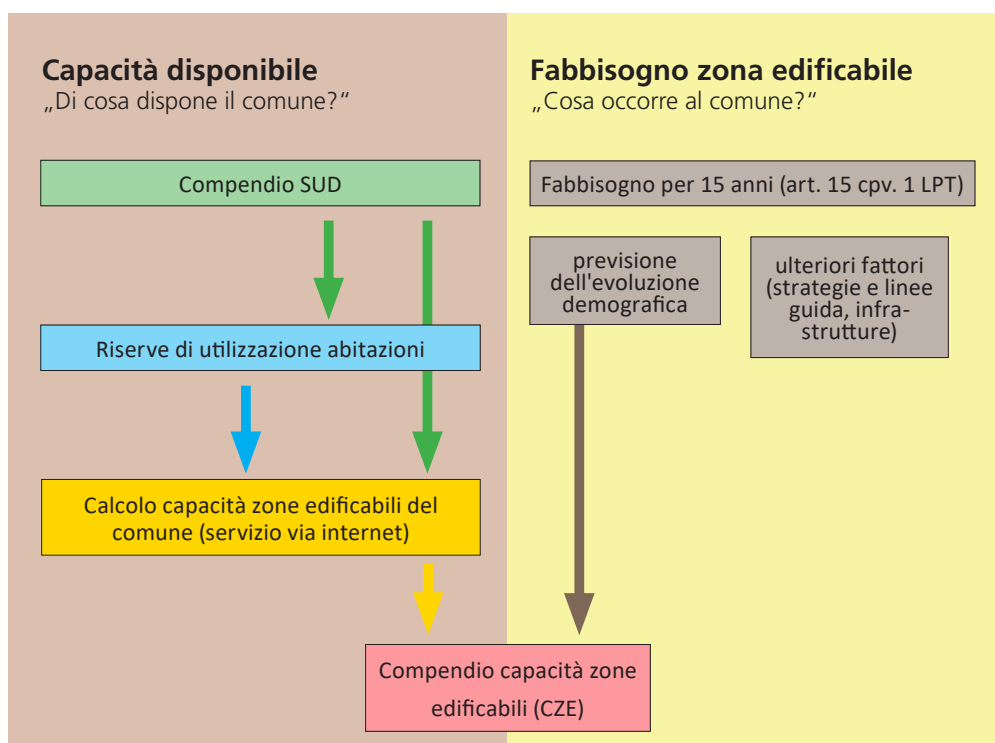 Capacità disponibile
„Di cosa dispone il comune?“
Compendio SUD
Riserve di utilizzazione abitazioni
Calcolo capacità zone edificabili del
comune (servizio via internet)
Fabbisogno zona edificabile
„Cosa occorre al comune?“
Fabbisogno per 15 anni (art. 15 cpv. 1 LPT)
previsione
dell'evoluzione
demografica
ulteriori fattori
(strategie e linee
guida, infra-
strutture)
Compendio capacità zone
edificabili (CZE)